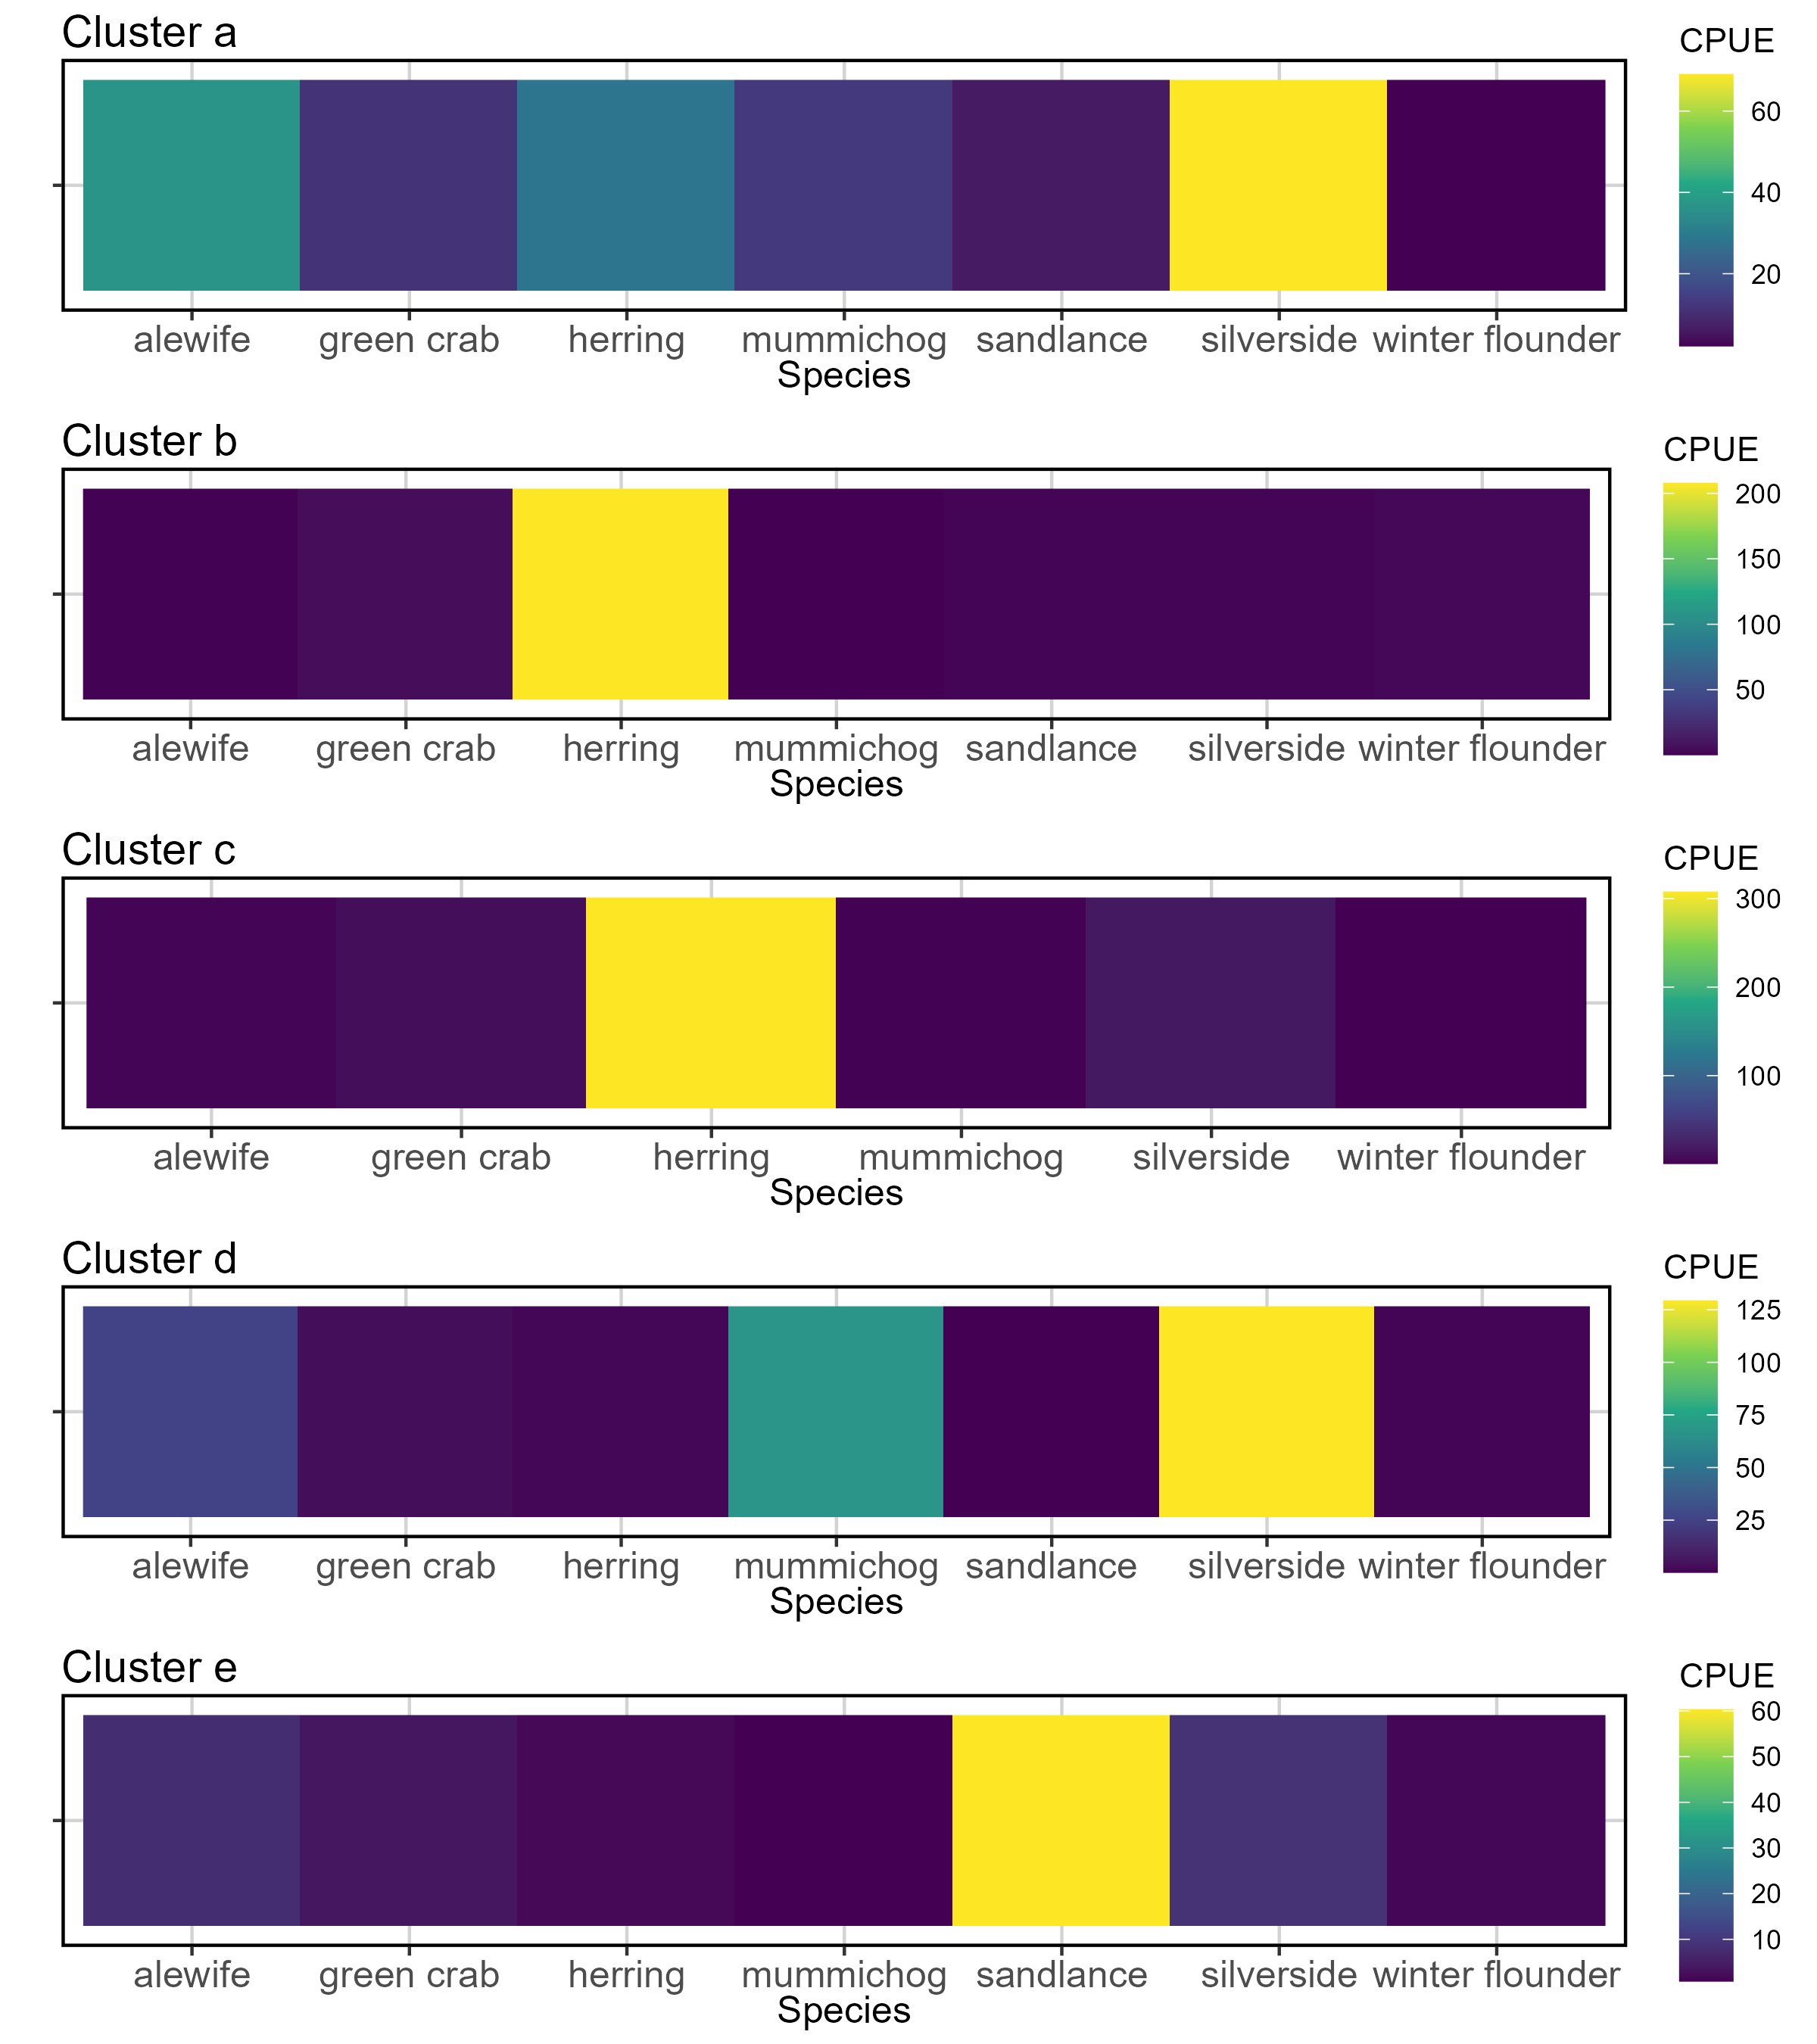 Cluster a
CPUE
60
40
20
alewife green crab herring mummichog sandlance silverside winter flounder
Species
Cluster b
CPUE
200
150
100
50
alewife green crab herring mummichog sandlance silverside winter flounder
Species
Cluster c
CPUE
300
200
100
alewife green crab herring mummichog silverside winter flounder
Species
Cluster d
CPUE
125
100
75
50
25
alewife green crab herring mummichog sandlance silverside winter flounder
Species
Cluster e
CPUE
60
50
40
30
20
10
alewife green crab herring mummichog sandlance silverside winter flounder
Species